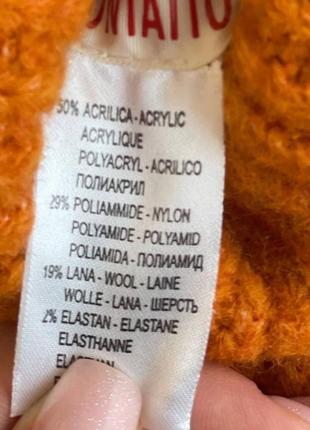 50% ACRILICA - ACRYLIC
ACRYLIQUE
POLYACRYL - ACRILICO
ПОЛИАКРИЛ
29% POLIAMMIDE - NYLON
POLYAMIDE - POLYAMID
POLIAMIDA - ПОЛИАМИД
19% LANA - WOOL - LAINE
WOLLE - LANA - ШЕРСТЬ
2% ELASTAN - ELASTANE
ELASTHANNE